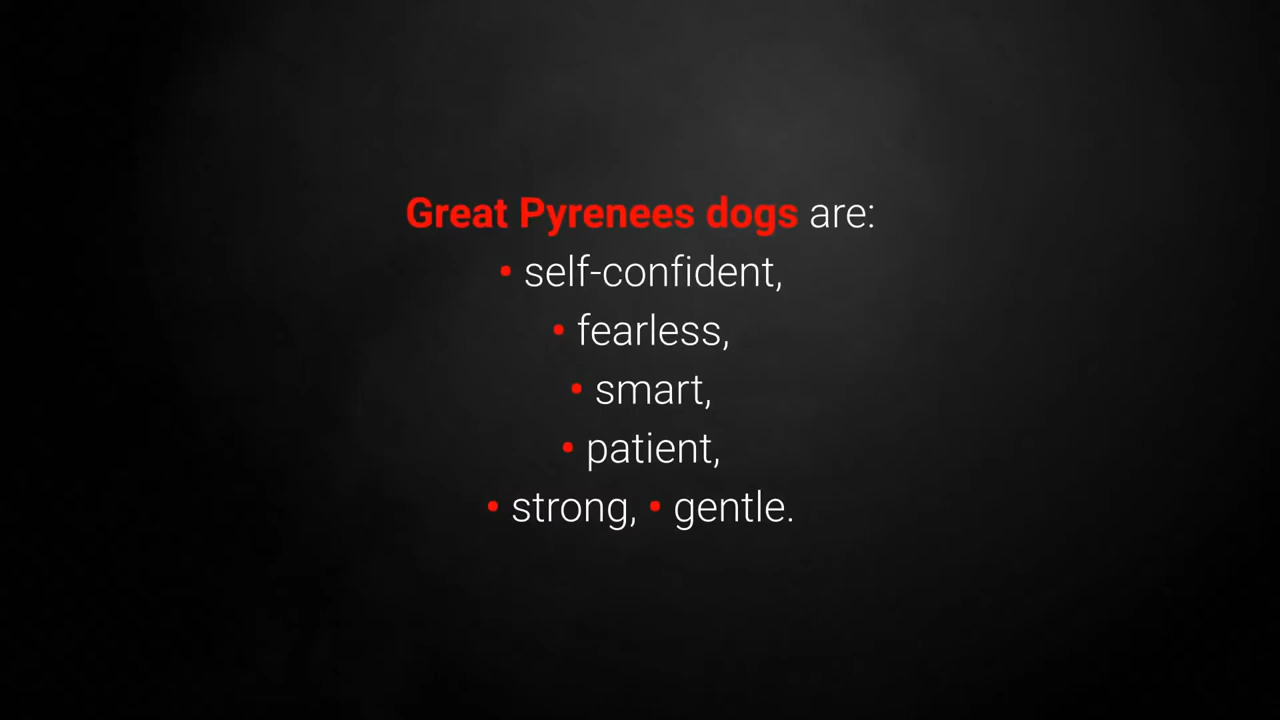 Great Pyrenees dogs are:
• self-confident,
• fearless,
• smart,
• patient,
• strong, • gentle.